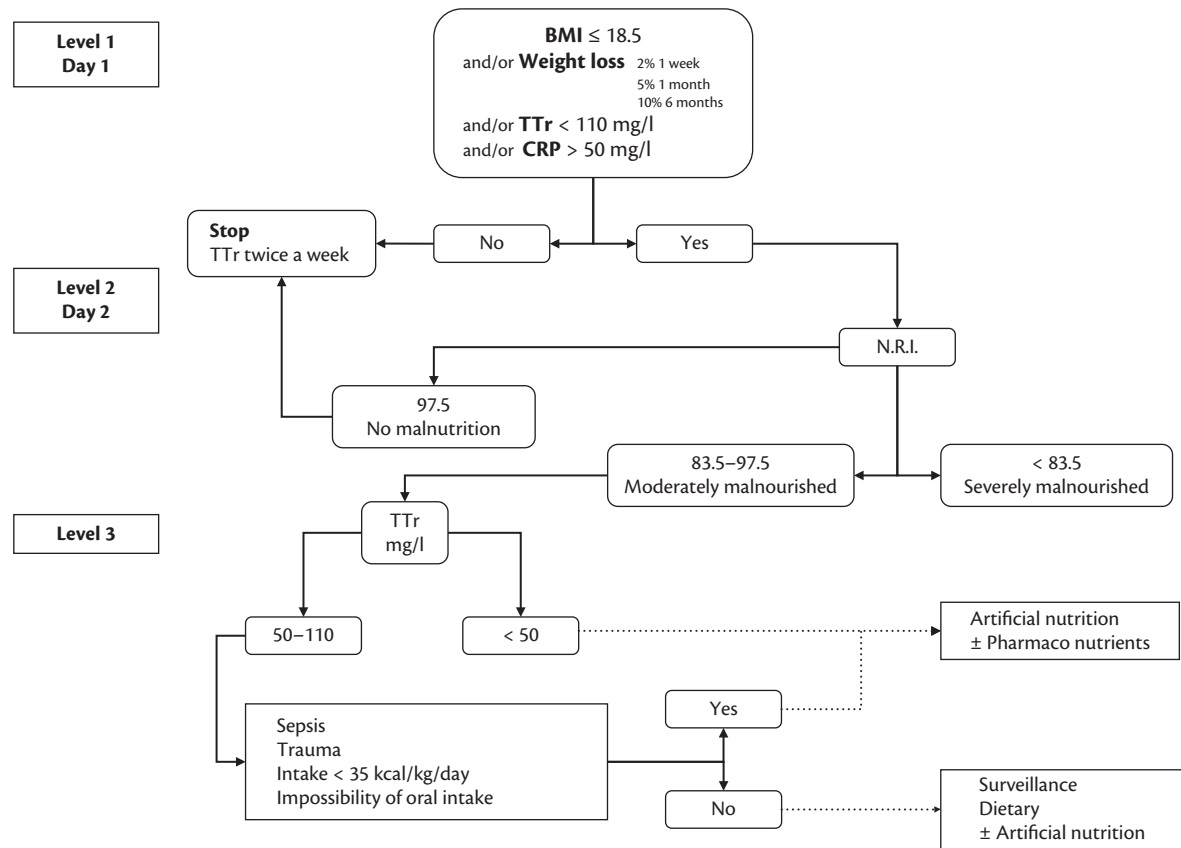 Level 1
Day 1
BMI ≤ 18.5
and/or Weight loss 2% 1 week
5% 1 month
10% 6 months
and/or TTr < 110 mg/l
and/or CRP > 50 mg/l
Stop
TTr twice a week
No
Yes
Level 2
Day 2
N.R.I.
97.5
No malnutrition
83.5–97.5
Moderately malnourished
< 83.5
Severely malnourished
Level 3
TTr
mg/l
50–110
< 50
Artificial nutrition
± Pharmaco nutrients
Sepsis
Trauma
Intake < 35 kcal/kg/day
Impossibility of oral intake
Yes
No
Surveillance
Dietary
± Artificial nutrition